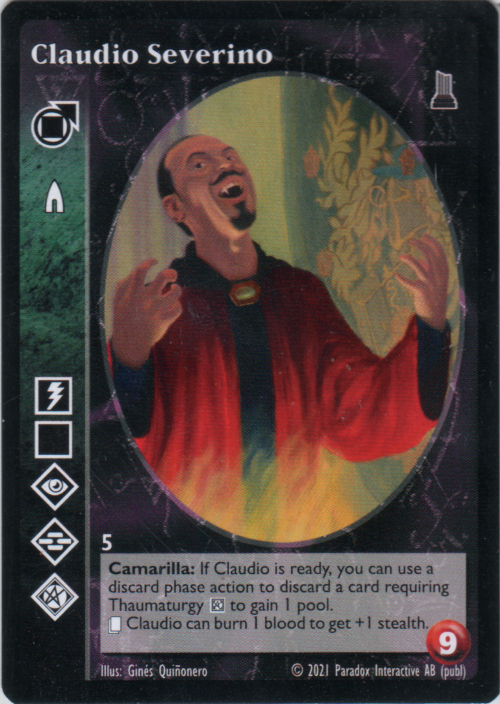 Claudio Severino
5
Camarilla: If Claudio is ready, you can use a
discard phase action to discard a card requiring
Thaumaturgy to gain 1 pool.
Claudio can burn 1 blood to get +1 stealth.
9
Illus: Ginés Quiñonero
© 2021 Paradox Interactive AB (publ)